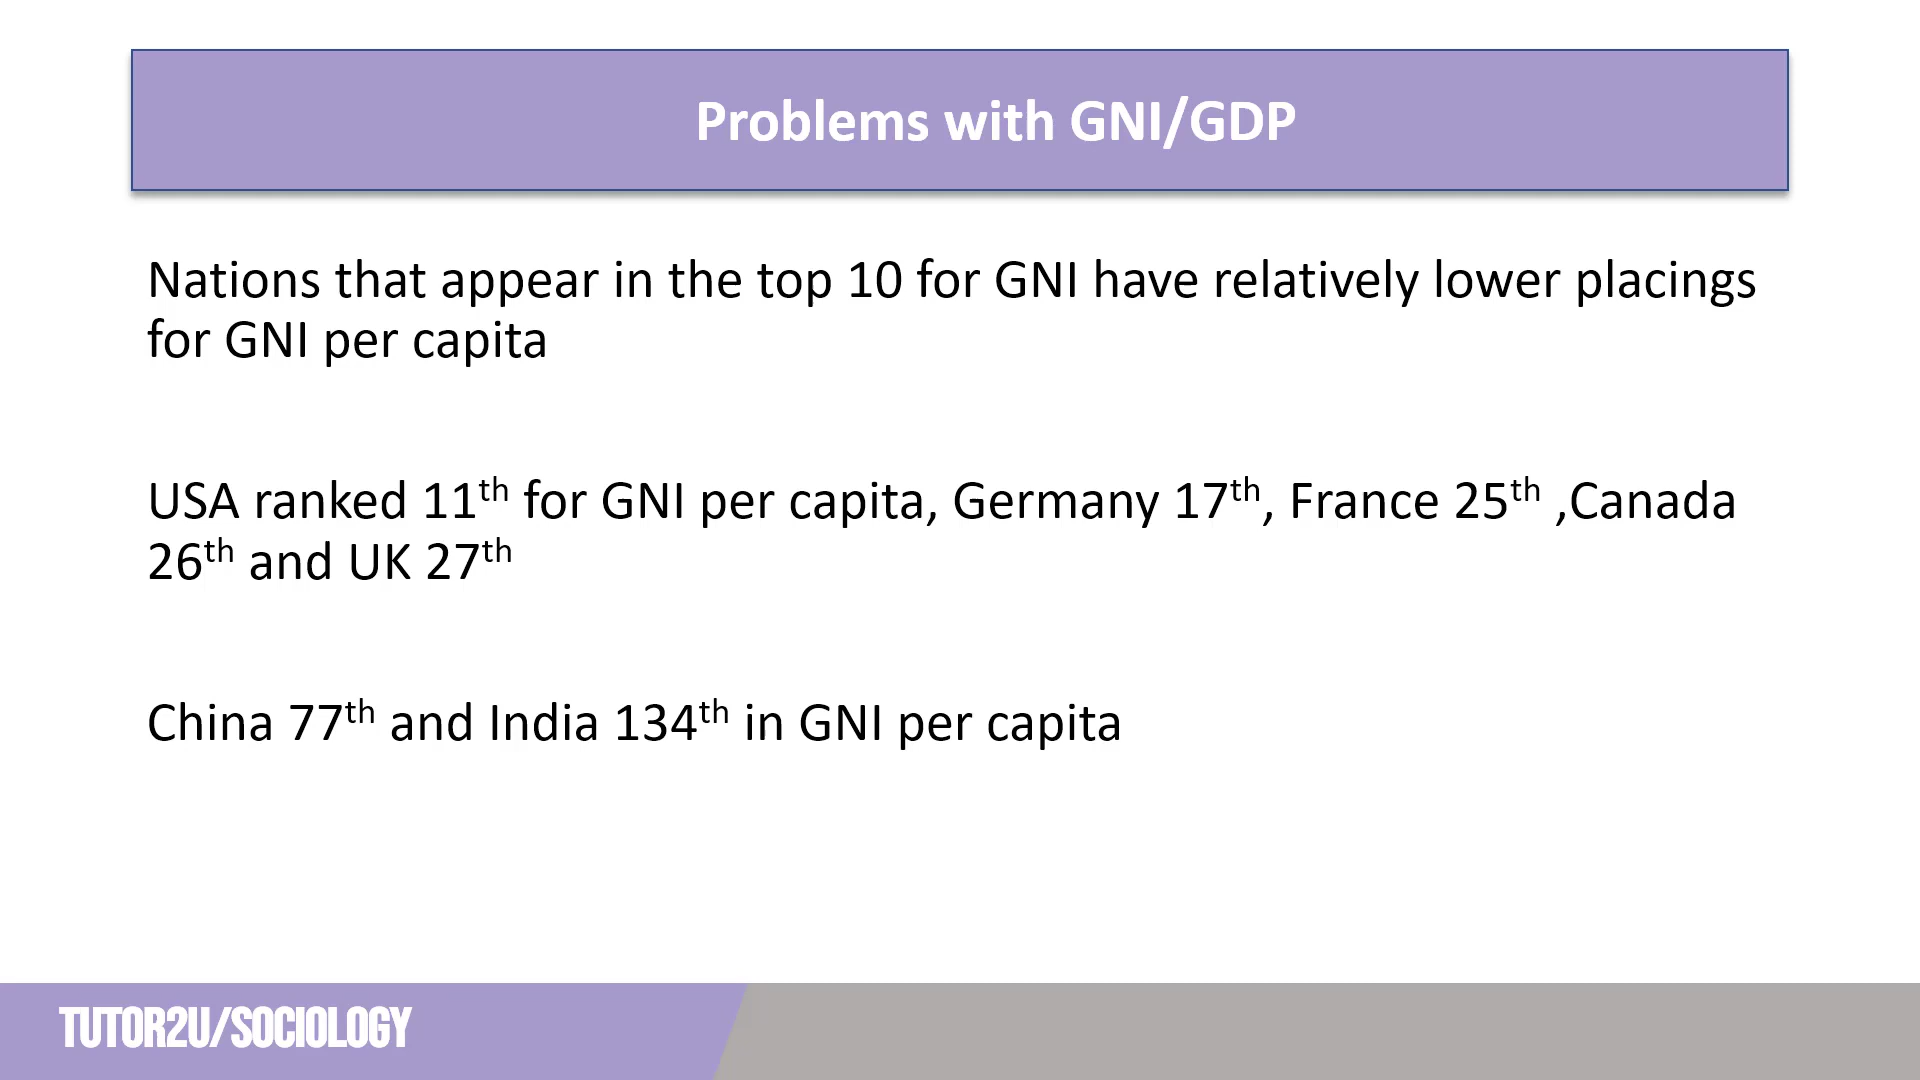 Problems with GNI/GDP
Nations that appear in the top 10 for GNI have relatively lower placings
for GNI per capita
USA ranked 11th for GNI per capita, Germany 17th, France 25th ,Canada
26th and UK 27th
China 77th and India 134th in GNI per capita
TUTOR2U/SOCIOLOGY